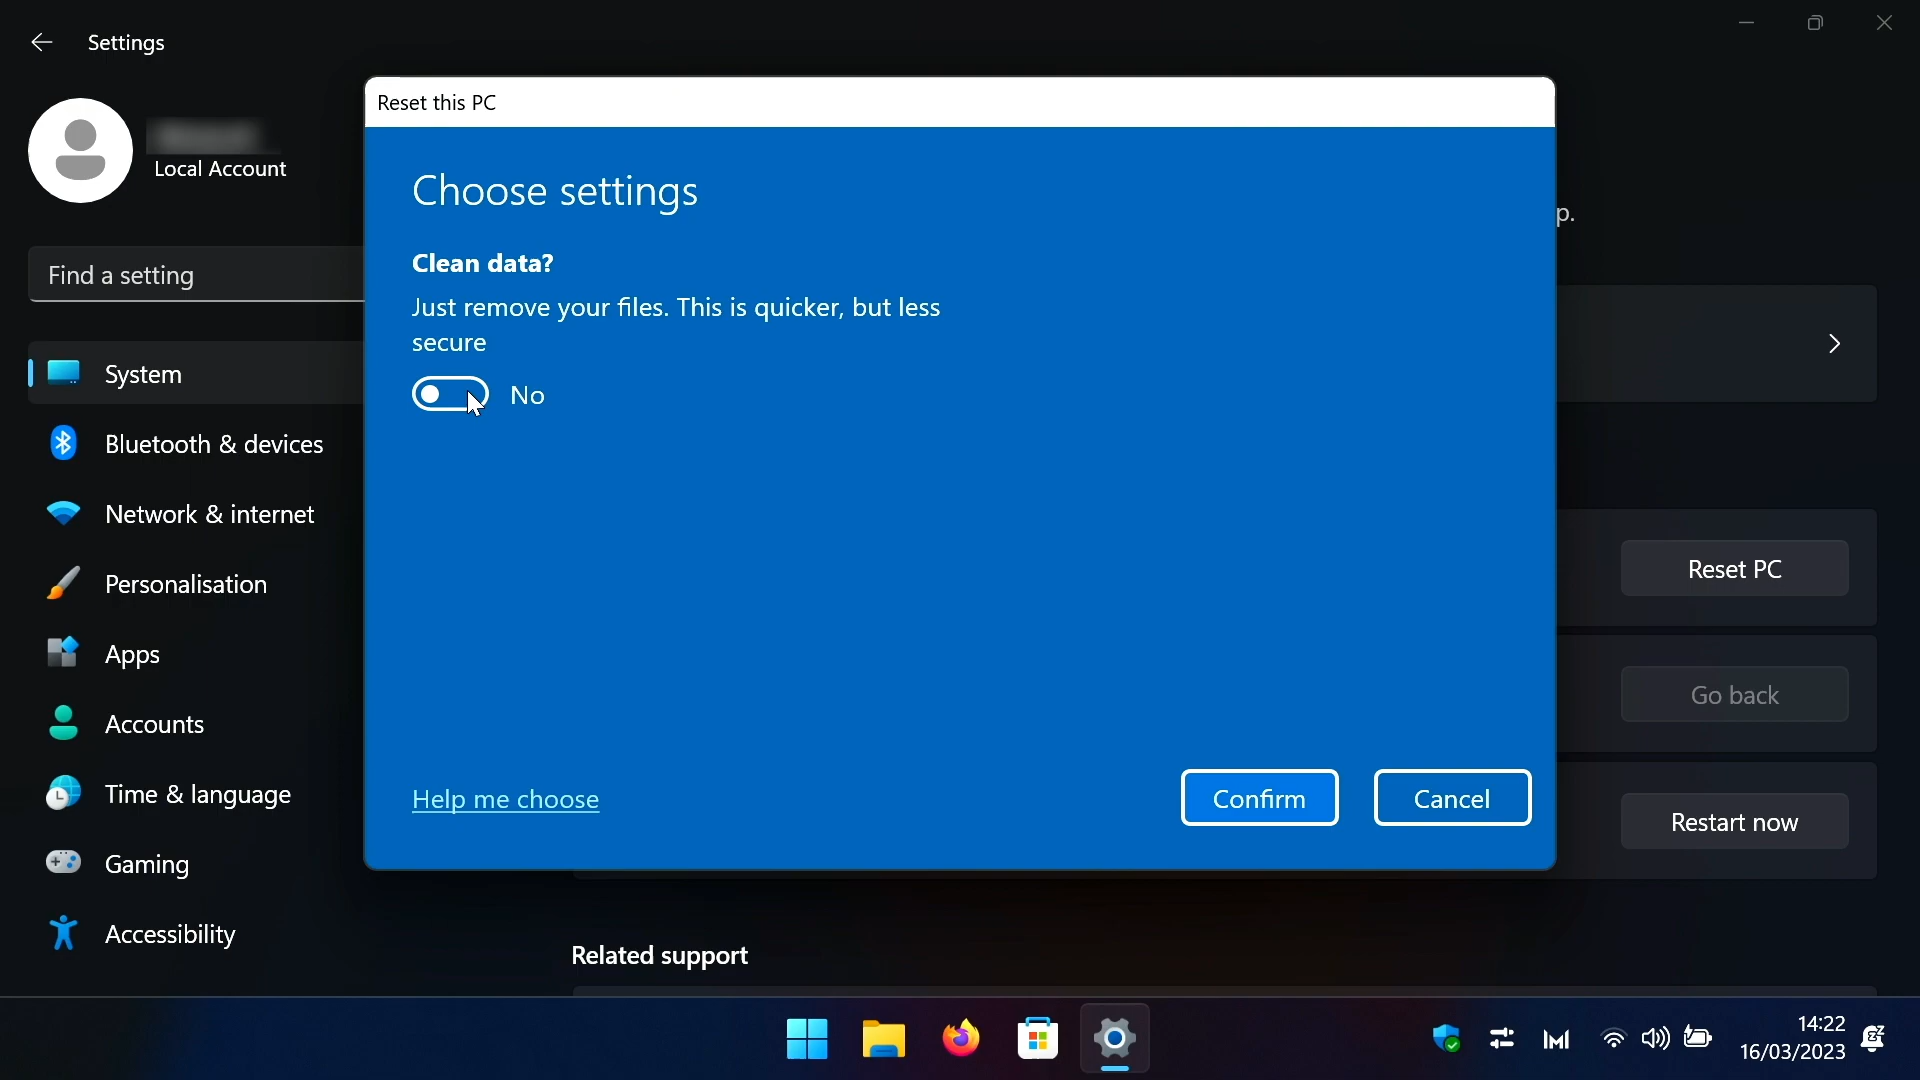 Settings
Local Account
Find a setting
System
Bluetooth & devices
Network & internet
Personalisation
Apps
Accounts
Time & language
Gaming
Accessibility
Reset this PC
Choose settings
Clean data?
Just remove your files. This is quicker, but less
secure
No
Help me choose
Confirm
Cancel
p.
Reset PC
Go back
Restart now
Related support
14:22
16/03/2023